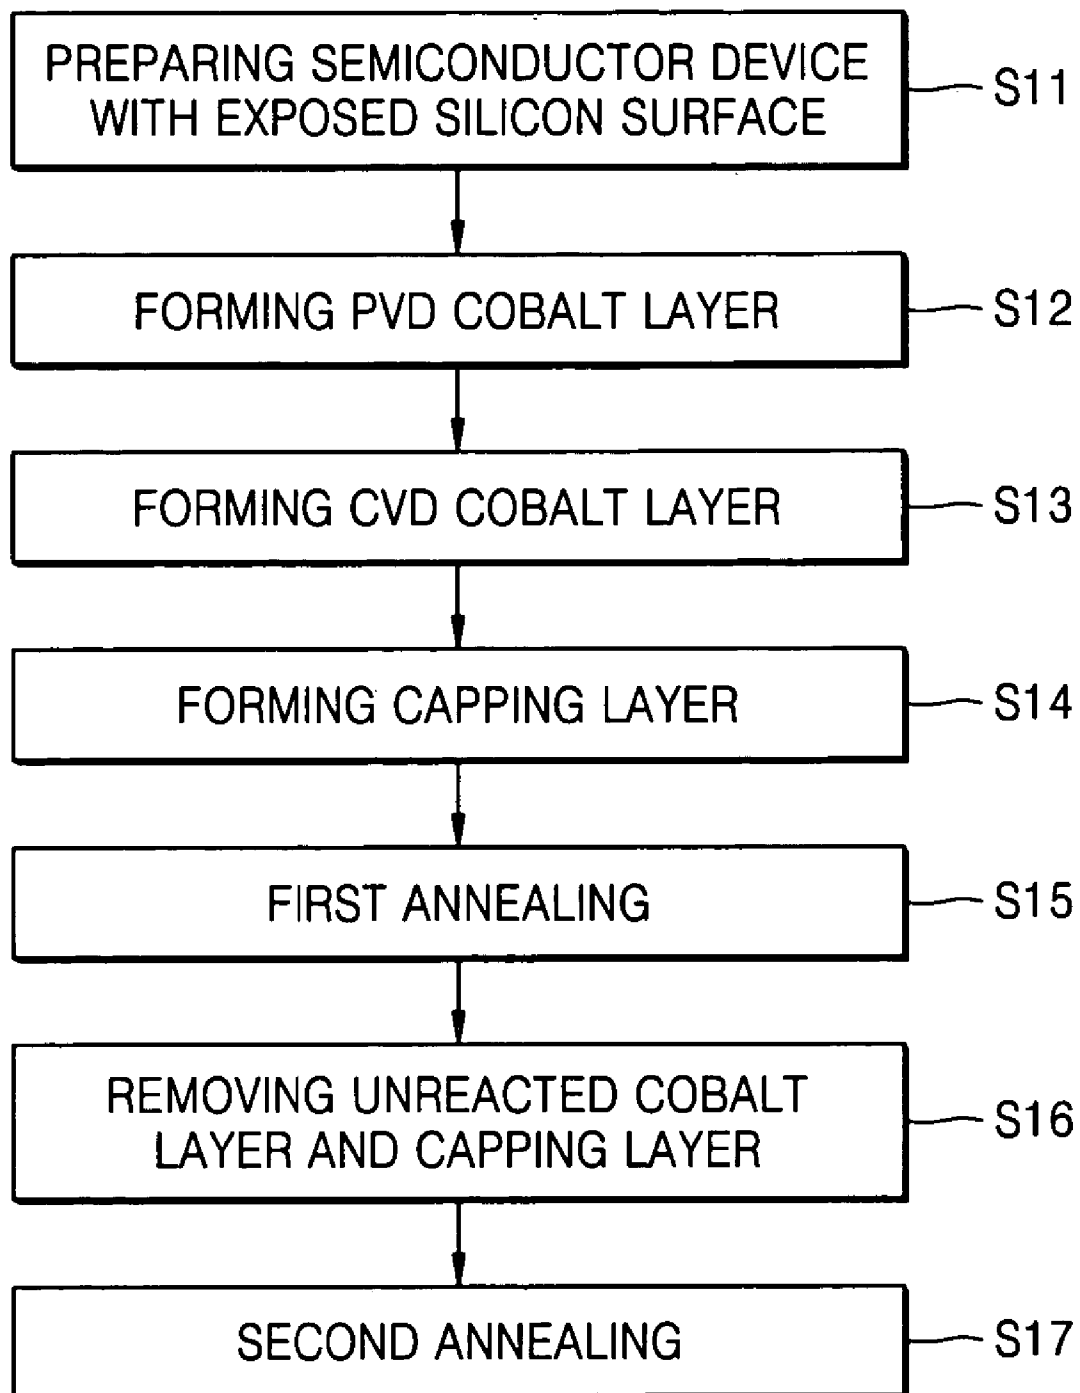 PREPARING SEMICONDUCTOR DEVICE
WITH EXPOSED SILICON SURFACE
S11
FORMING PVD COBALT LAYER
S12
FORMING CVD COBALT LAYER
S13
FORMING CAPPING LAYER
S14
FIRST ANNEALING
S15
REMOVING UNREACTED COBALT
LAYER AND CAPPING LAYER
S16
SECOND ANNEALING
S17